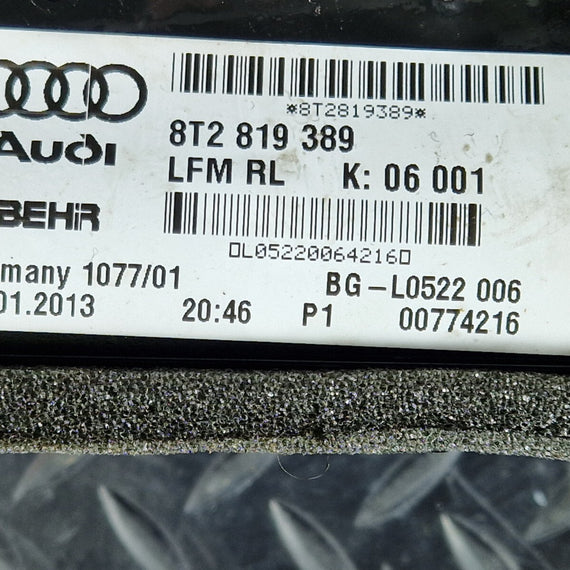 *8T2819389*
Audi
8T2 819 389
LFM RL K: 06 001
BEHR
L05220064216
many 1077/01 BG-L0522 006
01.2013 20:46 P1 00774216